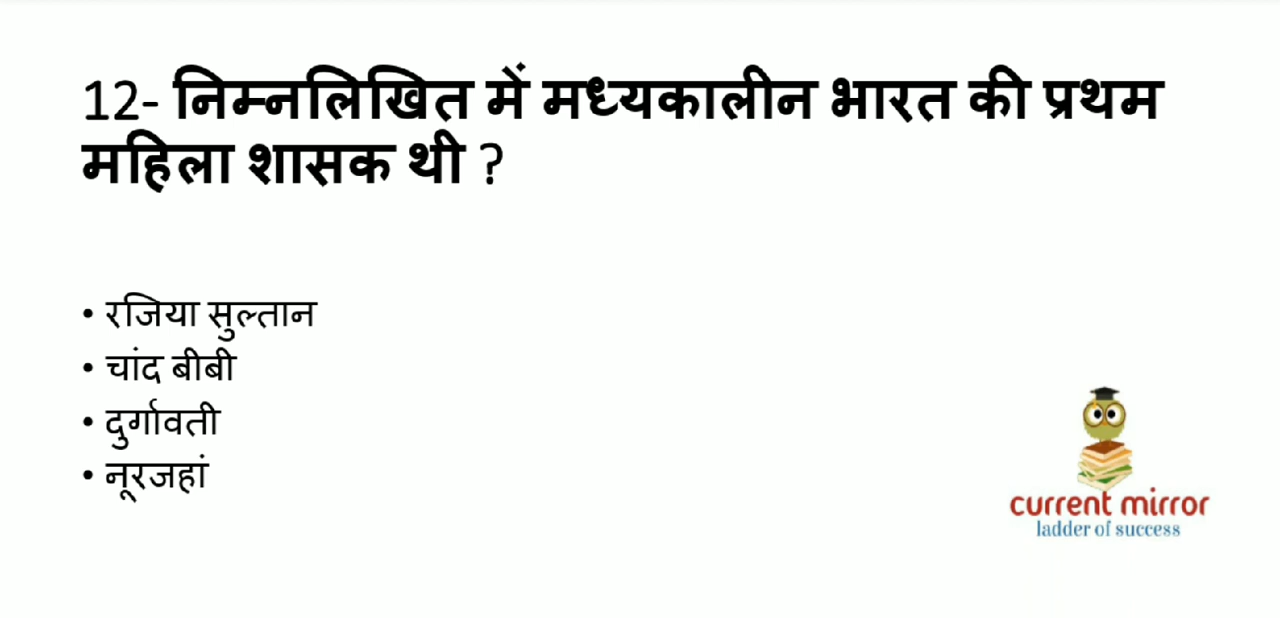 12- निम्नलिखित में मध्यकालीन भारत की प्रथम
महिला शासक थी ?
• रजिया सुल्तान
• चांद बीबी
• दुर्गावती
• नूरजहां
current mirror
ladder of success